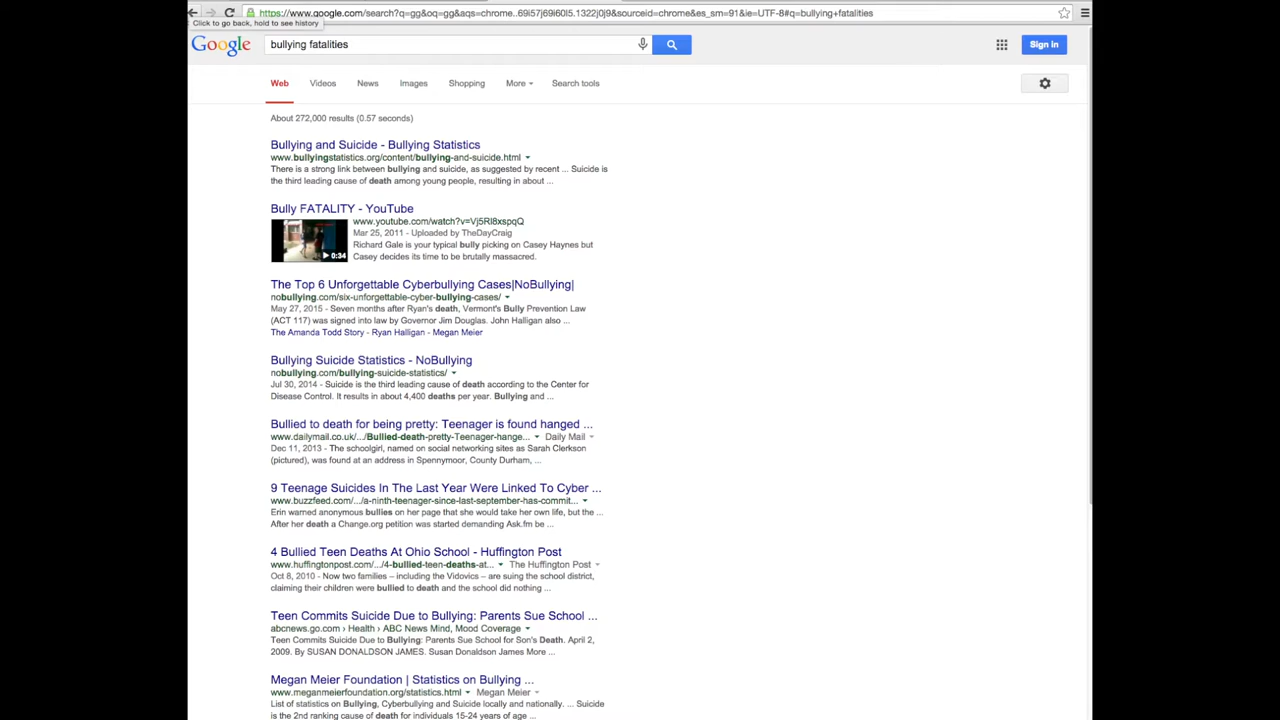 https://www.google.com/search?q=gg&oq=gg&aqs=chrome..69i57j69i60l5.1322j0j9&sourceid=chrome&es_sm=91&ie=UTF-8#q=bullying+fatalities
Click to go back, hold to see history
Google
bullying fatalities
Sign in
Web Videos News Images Shopping More Search tools
About 272,000 results (0.57 seconds)
Bullying and Suicide - Bullying Statistics
www.bullyingstatistics.org/content/bullying-and-suicide.html
There is a strong link between bullying and suicide, as suggested by recent ... Suicide is
the third leading cause of death among young people, resulting in about ...
Bully FATALITY - YouTube
www.youtube.com/watch?v=Vj5Rl8xspqQ
Mar 25, 2011 - Uploaded by TheDayCraig
Richard Gale is your typical bully picking on Casey Haynes but
Casey decides its time to be brutally massacred.
0:34
The Top 6 Unforgettable Cyberbullying Cases|NoBullying|
nobullying.com/six-unforgettable-cyber-bullying-cases/
May 27, 2015 - Seven months after Ryan's death, Vermont's Bully Prevention Law
(ACT 117) was signed into law by Governor Jim Douglas. John Halligan also ...
The Amanda Todd Story - Ryan Halligan - Megan Meier
Bullying Suicide Statistics - NoBullying
nobullying.com/bullying-suicide-statistics/
Jul 30, 2014 - Suicide is the third leading cause of death according to the Center for
Disease Control. It results in about 4,400 deaths per year. Bullying and ...
Bullied to death for being pretty: Teenager is found hanged ...
www.dailymail.co.uk/.../Bullied-death-pretty-Teenager-hange... Daily Mail
Dec 11, 2013 - The schoolgirl, named on social networking sites as Sarah Clerkson
(pictured), was found at an address in Spennymoor, County Durham, ...
9 Teenage Suicides In The Last Year Were Linked To Cyber ...
www.buzzfeed.com/.../a-ninth-teenager-since-last-september-has-commit...
Erin warned anonymous bullies on her page that she would take her own life, but the ...
After her death a Change.org petition was started demanding Ask.fm be ...
4 Bullied Teen Deaths At Ohio School - Huffington Post
www.huffingtonpost.com/.../4-bullied-teen-deaths-at... The Huffington Post
Oct 8, 2010 - Now two families – including the Vidovics – are suing the school district,
claiming their children were bullied to death and the school did nothing ...
Teen Commits Suicide Due to Bullying: Parents Sue School ...
abcnews.go.com › Health › ABC News Mind, Mood Coverage
Teen Commits Suicide Due to Bullying: Parents Sue School for Son's Death. April 2,
2009. By SUSAN DONALDSON JAMES. Susan Donaldson James More ...
Megan Meier Foundation | Statistics on Bullying ...
www.meganmeierfoundation.org/statistics.html Megan Meier
List of statistics on Bullying, Cyberbullying and Suicide locally and nationally. ... Suicide
is the 2nd ranking cause of death for individuals 15-24 years of age ...